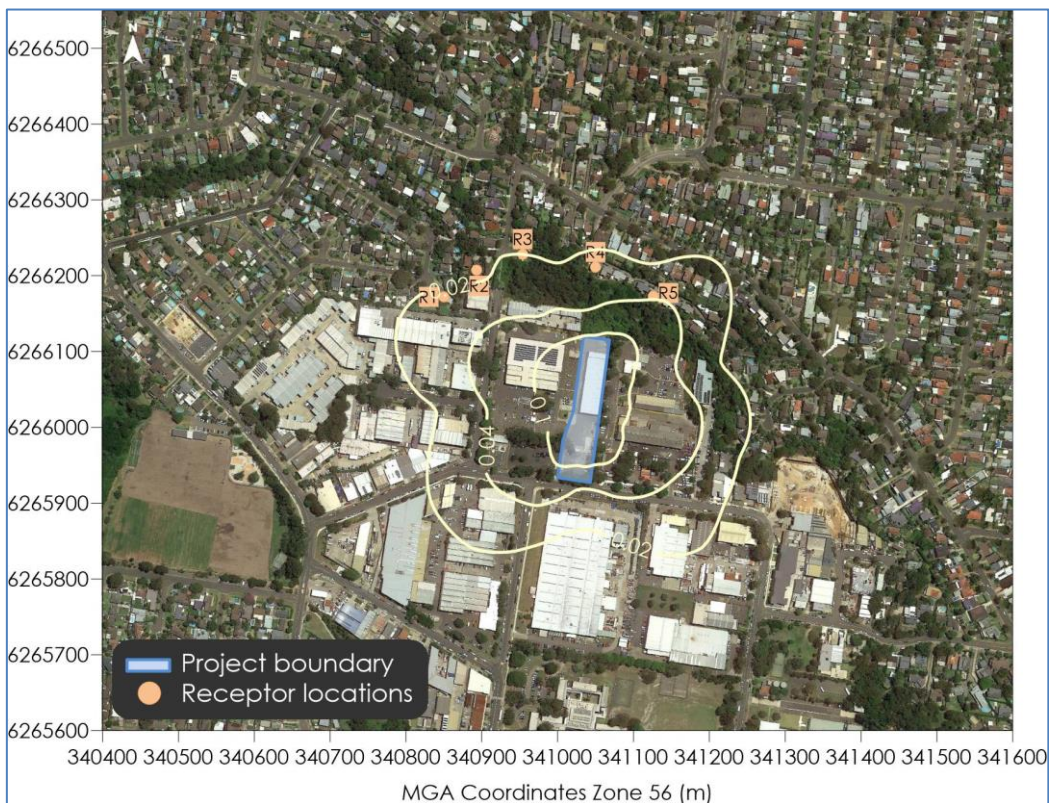 6266500
N
6266400
6266300
R3
R4
6266200
0.02
R2
R1
R5
6266100
0.1
6266000
0.04
6265900
0.02
6265800
6265700
Project boundary
Receptor locations
6265600
340400 340500 340600 340700 340800 340900 341000 341100 341200 341300 341400 341500 341600
MGA Coordinates Zone 56 (m)